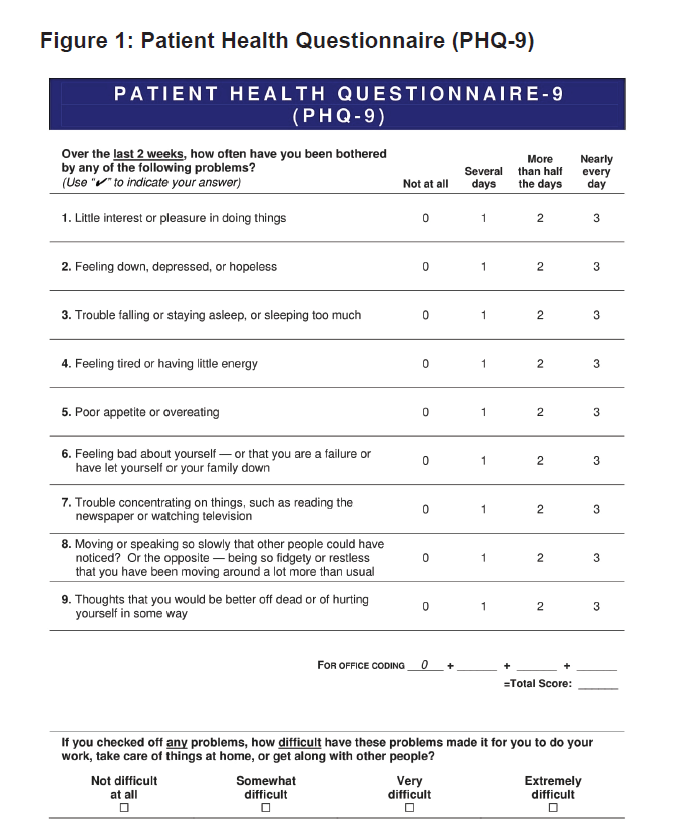 Figure 1: Patient Health Questionnaire (PHQ-9)
PATIENT HEALTH QUESTIONNAIRE-9
(PHQ-9)
Over the last 2 weeks, how often have you been bothered
by any of the following problems?
(Use “✔” to indicate your answer)
Not at all
Several
days
More
than half
the days
Nearly
every
day
1. Little interest or pleasure in doing things 0 1 2 3
2. Feeling down, depressed, or hopeless 0 1 2 3
3. Trouble falling or staying asleep, or sleeping too much 0 1 2 3
4. Feeling tired or having little energy 0 1 2 3
5. Poor appetite or overeating 0 1 2 3
6. Feeling bad about yourself — or that you are a failure or
have let yourself or your family down 0 1 2 3
7. Trouble concentrating on things, such as reading the
newspaper or watching television 0 1 2 3
8. Moving or speaking so slowly that other people could have
noticed? Or the opposite — being so fidgety or restless
that you have been moving around a lot more than usual 0 1 2 3
9. Thoughts that you would be better off dead or of hurting
yourself in some way 0 1 2 3
FOR OFFICE CODING 0 + ______ + ______ + ______
=Total Score: ______
If you checked off any problems, how difficult have these problems made it for you to do your
work, take care of things at home, or get along with other people?
Not difficult
at all
☐
Somewhat
difficult
☐
Very
difficult
☐
Extremely
difficult
☐